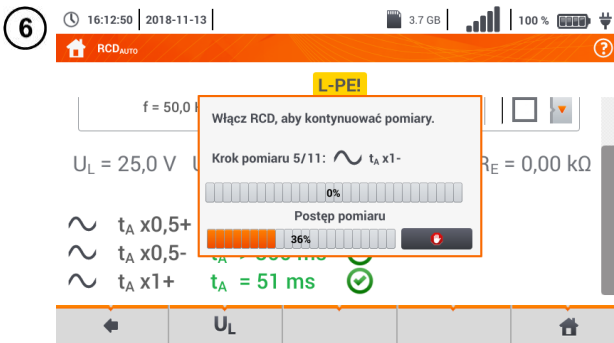 6
16:12:50 2018-11-13 3.7 GB 100 %
RCDAUTO ?
L-PE!
f = 50,0
Włącz RCD, aby kontynuować pomiary.
Krok pomiaru 5/11: tA x1-
UL = 25,0 V RE = 0,00 kΩ
0%
Postęp pomiaru
36%
tA x0,5+
tA x0,5-
tA x1+ tA = 51 ms
UL